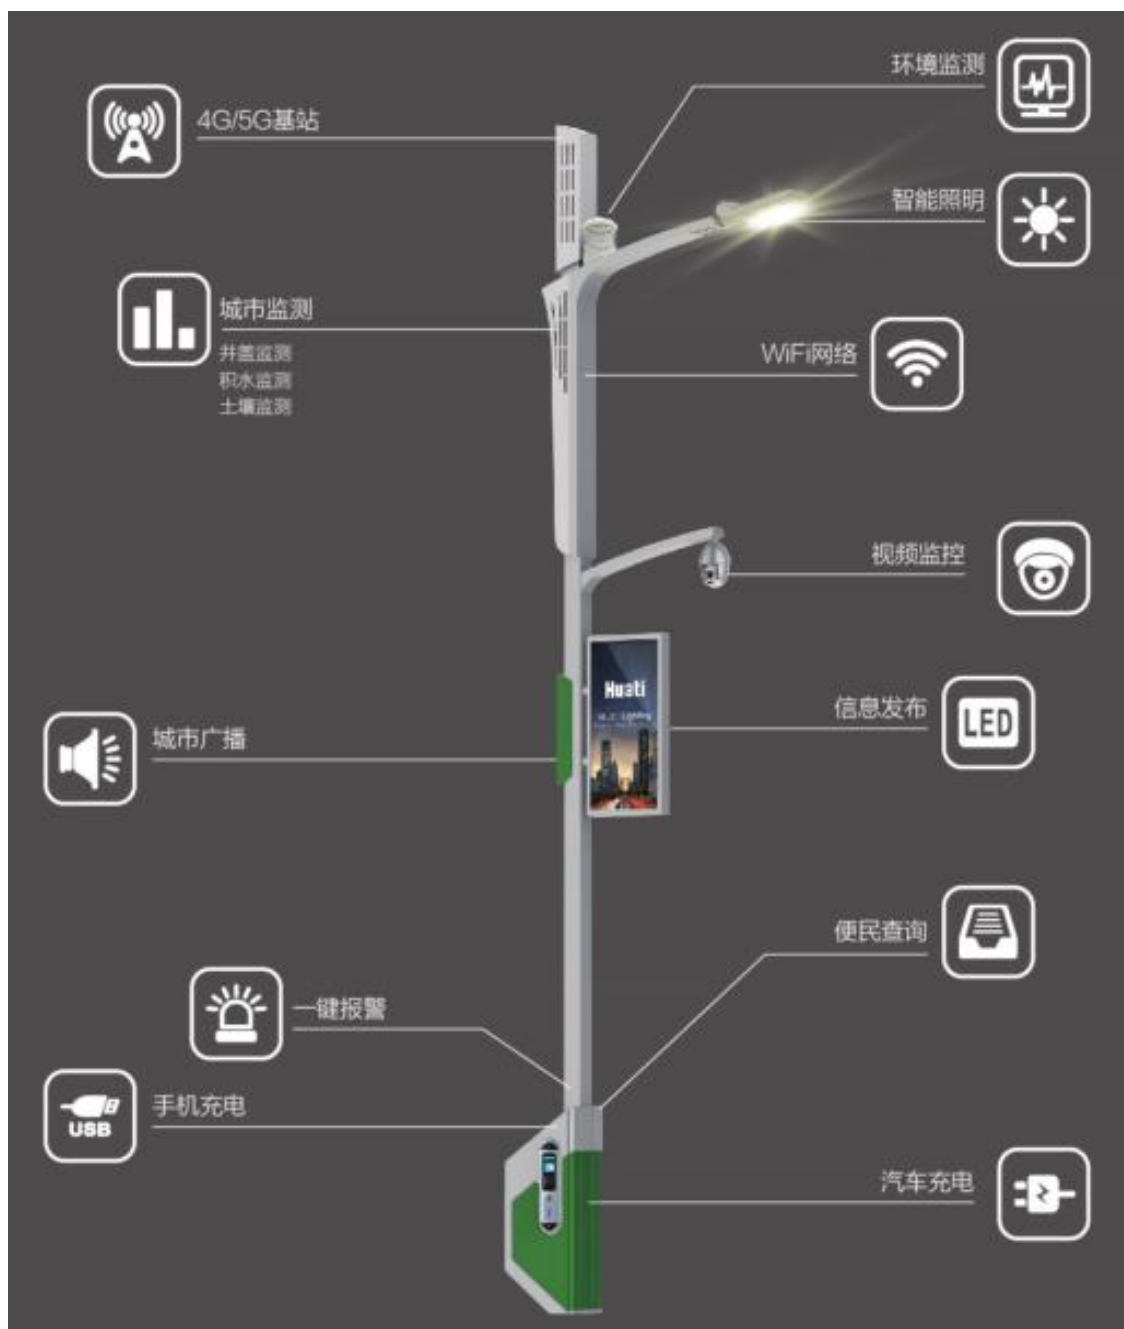 环境监测
4G/5G基站
智能照明
城市监测
井盖监测
积水监测
土壤监测
WiFi网络
视频监控
Huati
信息发布
LED
城市广播
便民查询
一键报警
手机充电
USB
汽车充电